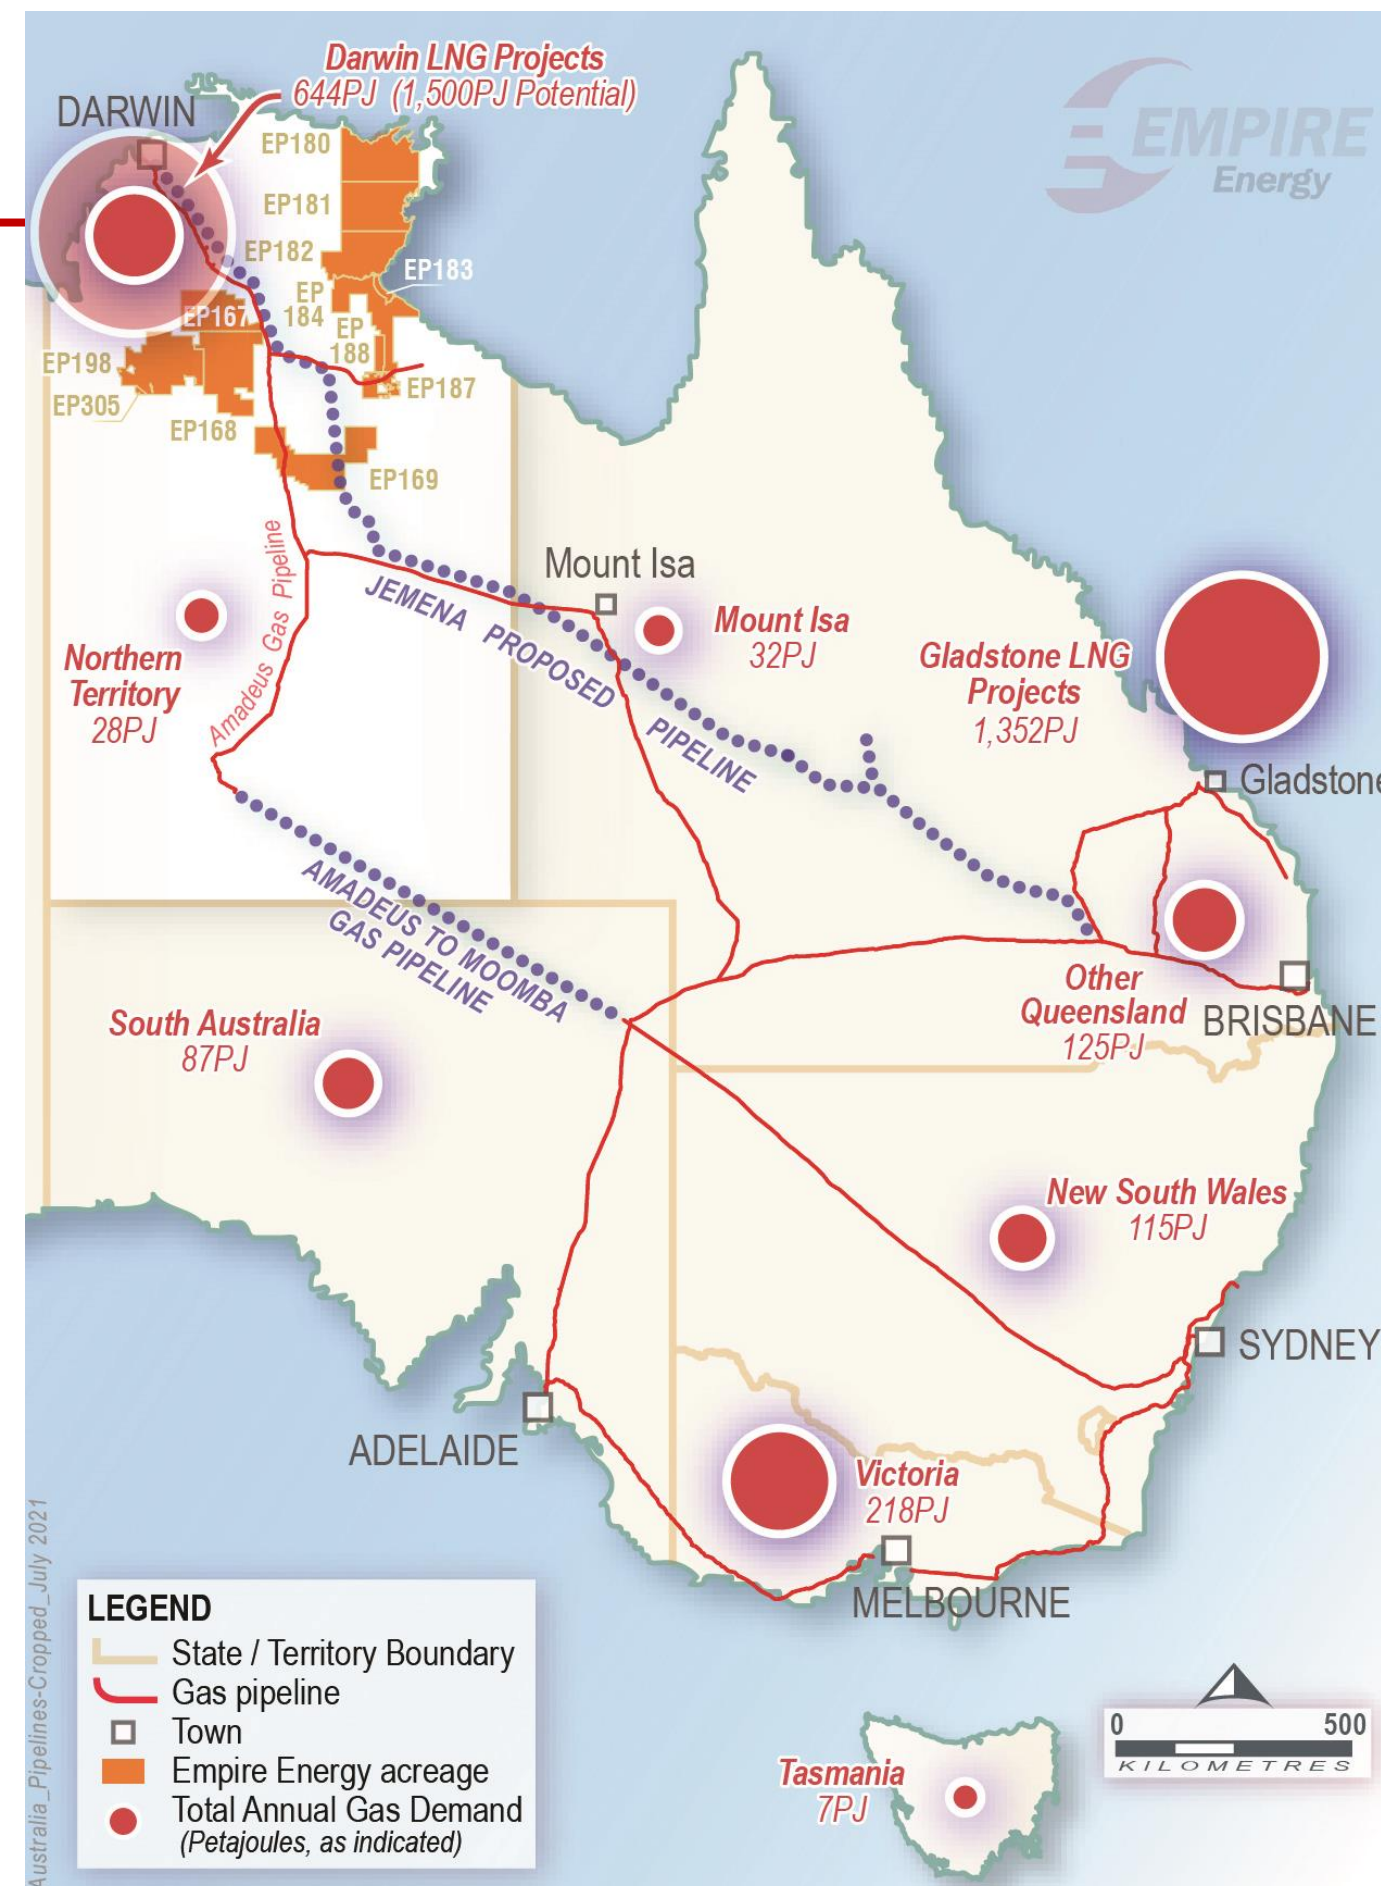 Darwin LNG Projects
644PJ (1,500PJ Potential)
DARWIN
EMPIRE
Energy
EP180
EP181
EP182
EP183
EP
184
EP167
EP
188
EP198
EP187
EP305
EP168
EP169
Amadeus Gas Pipeline
Mount Isa
JEMENA PROPOSED PIPELINE
Mount Isa
32PJ
Northern
Territory
28PJ
Gladstone LNG
Projects
1,352PJ
Gladstone
AMADEUS TO MOOMBA
GAS PIPELINE
Other
Queensland
125PJ
BRISBANE
South Australia
87PJ
New South Wales
115PJ
SYDNEY
ADELAIDE
Victoria
218PJ
MELBOURNE
Australia_Pipelines-Cropped_July 2021
LEGEND
State / Territory Boundary
Gas pipeline
Town
Empire Energy acreage
Total Annual Gas Demand
(Petajoules, as indicated)
Tasmania
7PJ
0 500
KILOMETRES